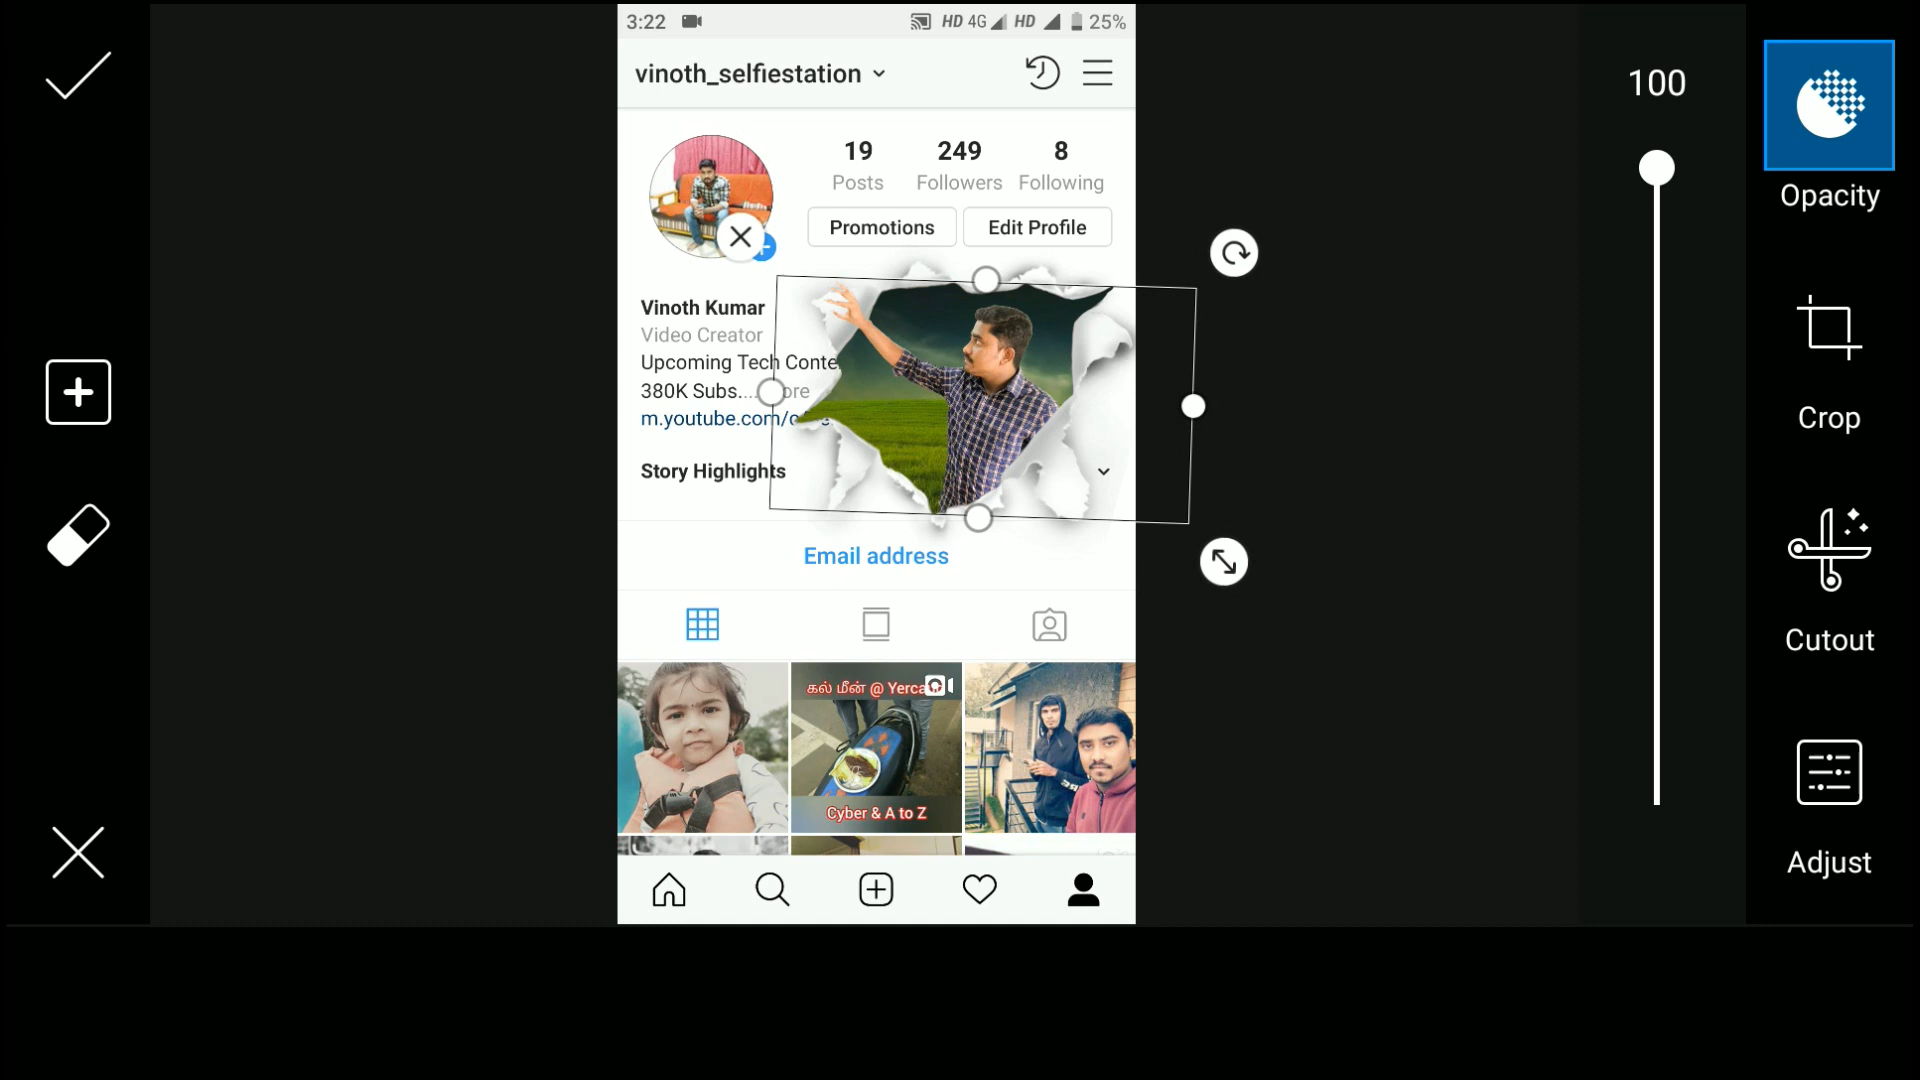 3:22 HD 4G HD 25%
vinoth_selfiestation
100
Opacity
19 249 8
Posts Followers Following
Promotions Edit Profile
Vinoth Kumar
Video Creator
Upcoming Tech Conte
380K Subs....
m.youtube.com/c
Story Highlights
Email address
Crop
Cutout
கல் மீன் @ Yerca
Cyber & A to Z
Adjust